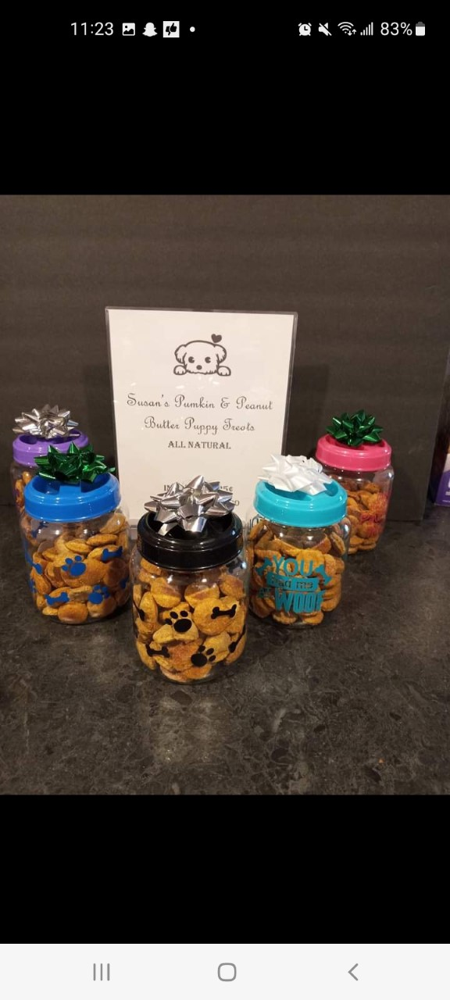 11:23
83%
Susan's Pumkin & Peanut
Butter Puppy Treats
ALL NATURAL
YOU
WOOF